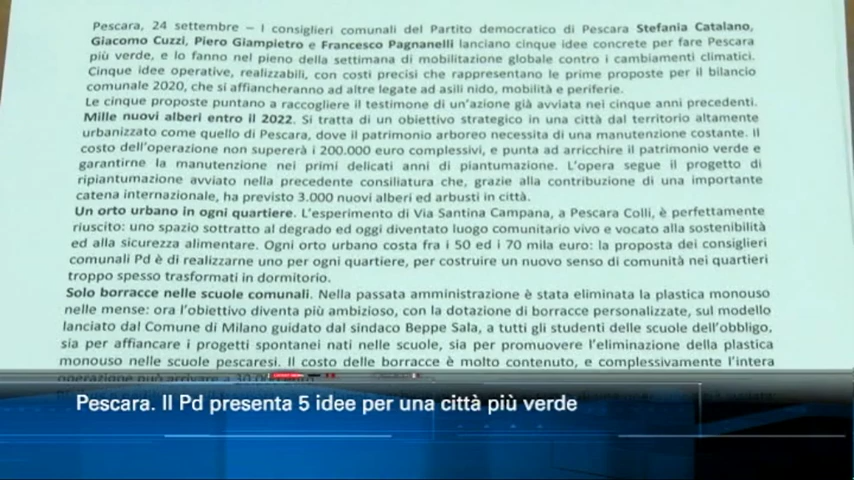 Pescara, 24 settembre – I consiglieri comunali del Partito democratico di Pescara Stefania Catalano,
Giacomo Cuzzi, Piero Giampietro e Francesco Pagnanelli lanciano cinque idee concrete per fare Pescara
più verde, e lo fanno nel pieno della settimana di mobilitazione globale contro i cambiamenti climatici.
Cinque idee operative, realizzabili, con costi precisi che rappresentano le prime proposte per il bilancio
comunale 2020, che si affiancheranno ad altre legate ad asili nido, mobilità e periferie.
Le cinque proposte puntano a raccogliere il testimone di un'azione già avviata nei cinque anni precedenti.
Mille nuovi alberi entro il 2022. Si tratta di un obiettivo strategico in una città dal territorio altamente
urbanizzato come quello di Pescara, dove il patrimonio arboreo necessita di una manutenzione costante. Il
costo dell'operazione non supererà i 200.000 euro complessivi, e punta ad arricchire il patrimonio verde e
garantirne la manutenzione nei primi delicati anni di piantumazione. L'opera segue il progetto di
ripiantumazione avviato nella precedente consiliatura che, grazie alla contribuzione di una importante
catena internazionale, ha previsto 3.000 nuovi alberi ed arbusti in città.
Un orto urbano in ogni quartiere. L'esperimento di Via Santina Campana, a Pescara Colli, è perfettamente
riuscito: uno spazio sottratto al degrado ed oggi diventato luogo comunitario vivo e vocato alla sostenibilità
ed alla sicurezza alimentare. Ogni orto urbano costa fra i 50 ed i 70 mila euro: la proposta dei consiglieri
comunali Pd è di realizzarne uno per ogni quartiere, per costruire un nuovo senso di comunità nei quartieri
troppo spesso trasformati in dormitorio.
Solo borracce nelle scuole comunali. Nella passata amministrazione è stata eliminata la plastica monouso
nelle mense: ora l'obiettivo diventa più ambizioso, con la dotazione di borracce personalizzate, sul modello
lanciato dal Comune di Milano guidato dal sindaco Beppe Sala, a tutti gli studenti delle scuole dell'obbligo,
sia per affiancare i progetti spontanei nati nelle scuole, sia per promuovere l'eliminazione della plastica
monouso nelle scuole pescaresi. Il costo delle borracce è molto contenuto, e complessivamente l'intera
operazione può arrivare a 30.000 euro
Pescara. Il Pd presenta 5 idee per una città più verde